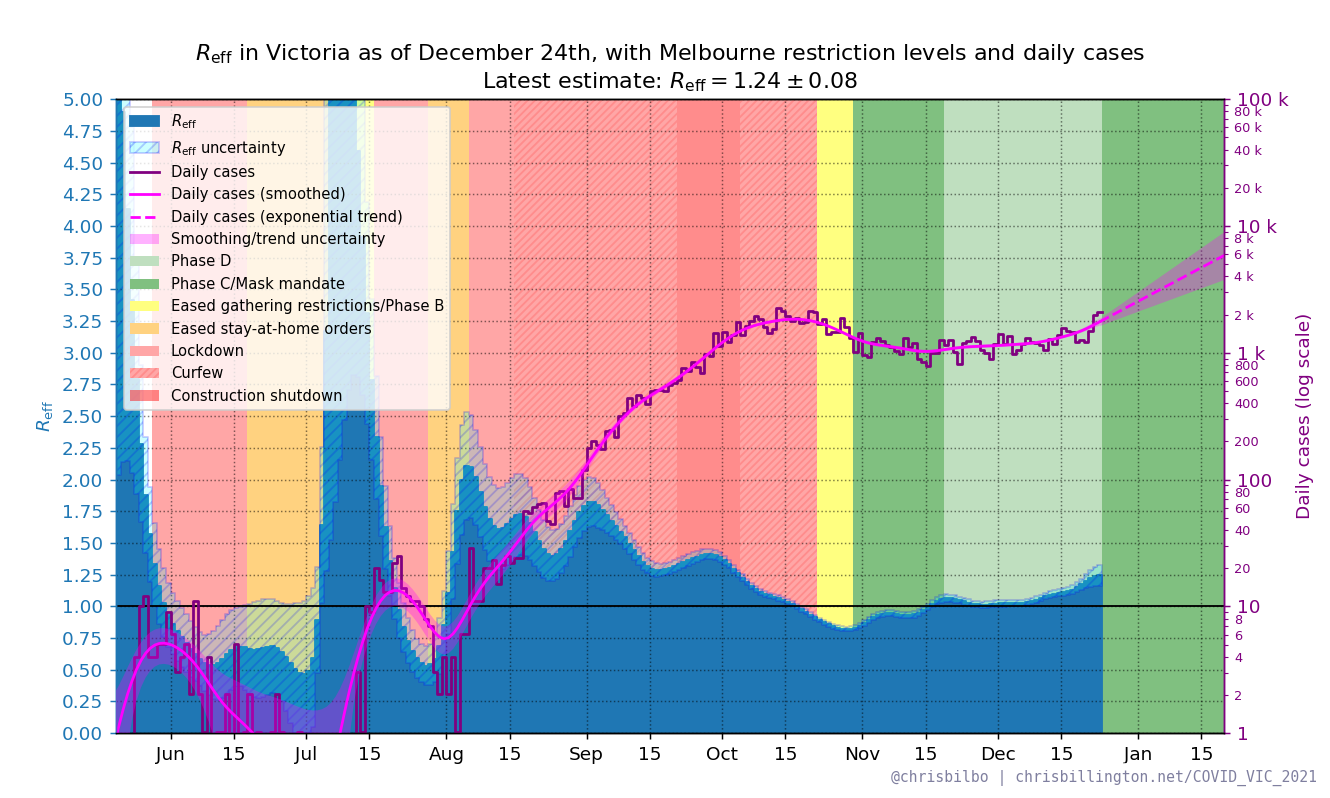 R_eff in Victoria as of December 24th, with Melbourne restriction levels and daily cases
Latest estimate: R_eff = 1.24 ± 0.08
R_eff
R_eff uncertainty
Daily cases
Daily cases (smoothed)
Daily cases (exponential trend)
Smoothing/trend uncertainty
Phase D
Phase C/Mask mandate
Eased gathering restrictions/Phase B
Eased stay-at-home orders
Lockdown
Curfew
Construction shutdown
R_eff
5.00
4.75
4.50
4.25
4.00
3.75
3.50
3.25
3.00
2.75
2.50
2.25
2.00
1.75
1.50
1.25
1.00
0.75
0.50
0.25
0.00
100 k
80 k
60 k
40 k
20 k
10 k
8 k
6 k
4 k
2 k
1 k
800
600
400
200
100
80
60
40
20
10
8
6
4
2
1
Daily cases (log scale)
Jun 15 Jul 15 Aug 15 Sep 15 Oct 15 Nov 15 Dec 15 Jan 15
@chrisbilbo | chrisbillington.net/COVID_VIC_2021